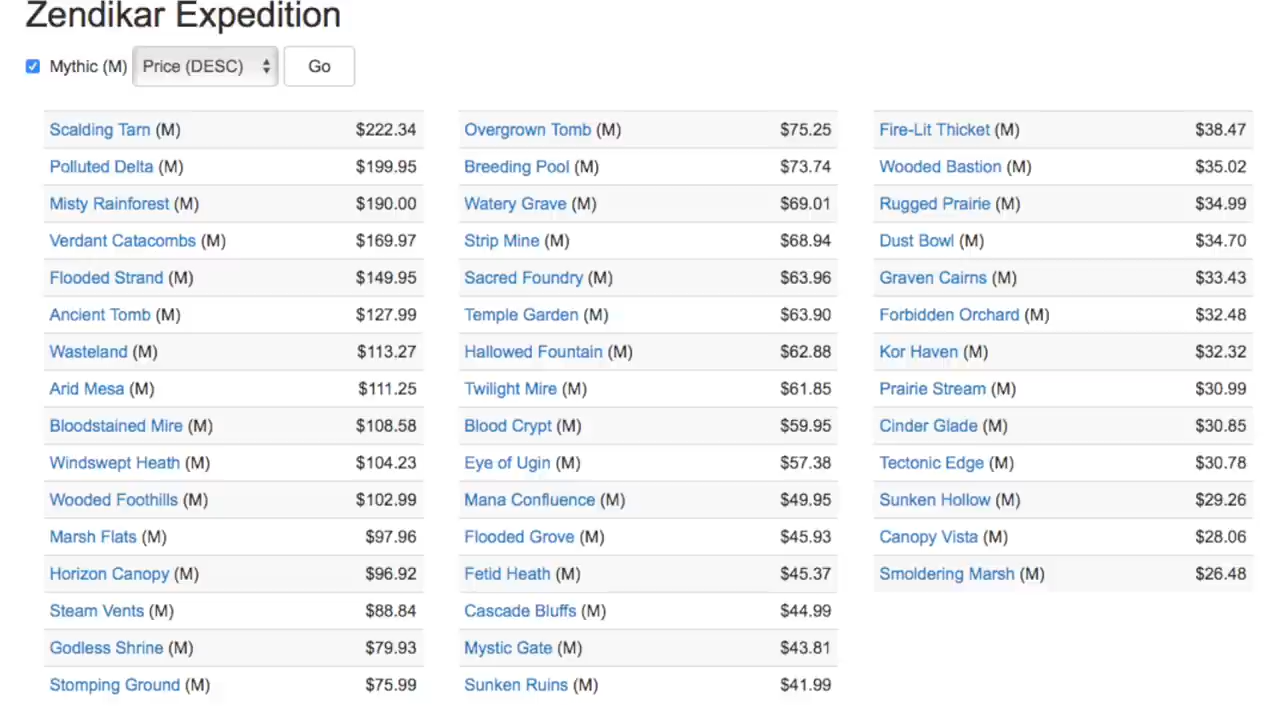 Zendikar Expedition
Mythic (M) Price (DESC) Go
Scalding Tarn (M) $222.34
Polluted Delta (M) $199.95
Misty Rainforest (M) $190.00
Verdant Catacombs (M) $169.97
Flooded Strand (M) $149.95
Ancient Tomb (M) $127.99
Wasteland (M) $113.27
Arid Mesa (M) $111.25
Bloodstained Mire (M) $108.58
Windswept Heath (M) $104.23
Wooded Foothills (M) $102.99
Marsh Flats (M) $97.96
Horizon Canopy (M) $96.92
Steam Vents (M) $88.84
Godless Shrine (M) $79.93
Stomping Ground (M) $75.99
Overgrown Tomb (M) $75.25
Breeding Pool (M) $73.74
Watery Grave (M) $69.01
Strip Mine (M) $68.94
Sacred Foundry (M) $63.96
Temple Garden (M) $63.90
Hallowed Fountain (M) $62.88
Twilight Mire (M) $61.85
Blood Crypt (M) $59.95
Eye of Ugin (M) $57.38
Mana Confluence (M) $49.95
Flooded Grove (M) $45.93
Fetid Heath (M) $45.37
Cascade Bluffs (M) $44.99
Mystic Gate (M) $43.81
Sunken Ruins (M) $41.99
Fire-Lit Thicket (M) $38.47
Wooded Bastion (M) $35.02
Rugged Prairie (M) $34.99
Dust Bowl (M) $34.70
Graven Cairns (M) $33.43
Forbidden Orchard (M) $32.48
Kor Haven (M) $32.32
Prairie Stream (M) $30.99
Cinder Glade (M) $30.85
Tectonic Edge (M) $30.78
Sunken Hollow (M) $29.26
Canopy Vista (M) $28.06
Smoldering Marsh (M) $26.48